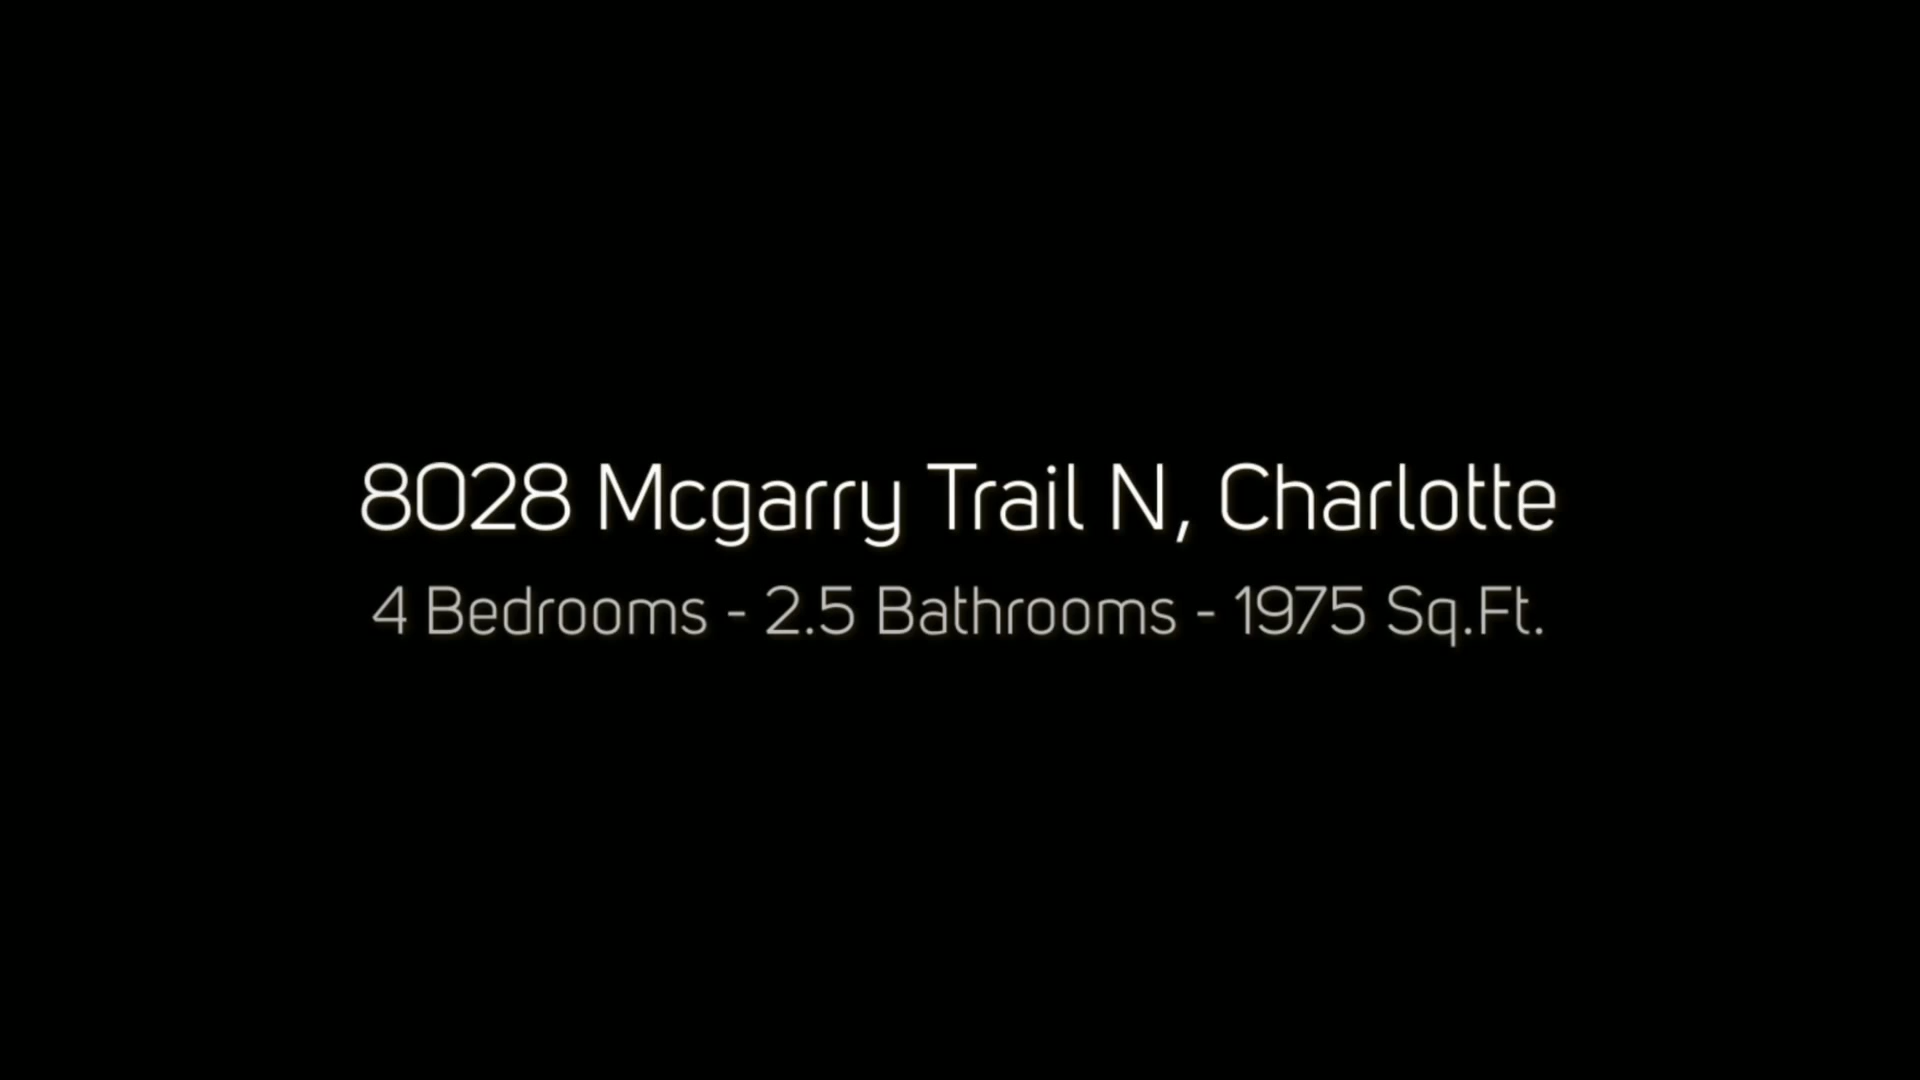 8028 Mcgarry Trail N, Charlotte
4 Bedrooms - 2.5 Bathrooms - 1975 Sq.Ft.